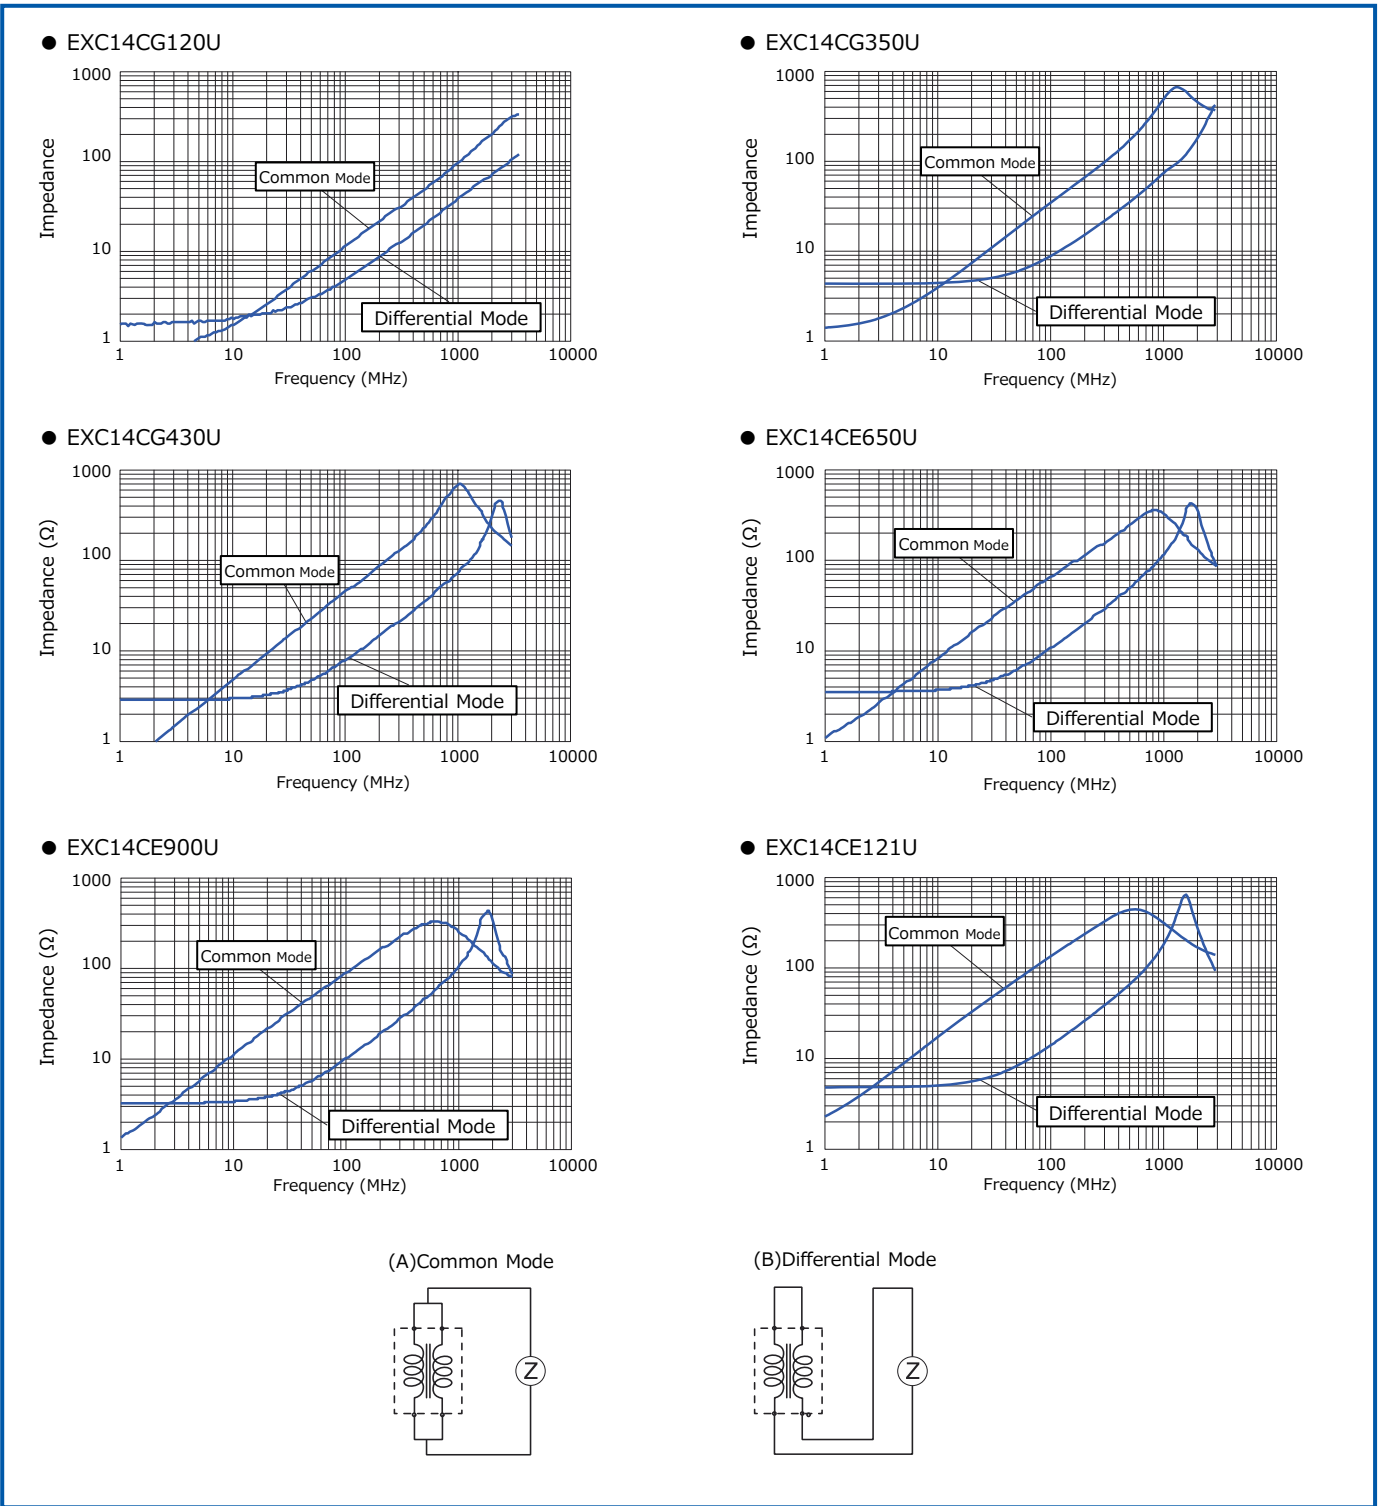 ● EXC14CG120U
1000
100
10
1
Impedance
Common Mode
Differential Mode
1 10 100 1000 10000
Frequency (MHz)
● EXC14CG350U
1000
100
10
1
Impedance
Common Mode
Differential Mode
1 10 100 1000 10000
Frequency (MHz)
● EXC14CG430U
1000
100
10
1
Impedance (Ω)
Common Mode
Differential Mode
1 10 100 1000 10000
Frequency (MHz)
● EXC14CE650U
1000
100
10
1
Impedance (Ω)
Common Mode
Differential Mode
1 10 100 1000 10000
Frequency (MHz)
● EXC14CE900U
1000
100
10
1
Impedance (Ω)
Common Mode
Differential Mode
1 10 100 1000 10000
Frequency (MHz)
● EXC14CE121U
1000
100
10
1
Impedance (Ω)
Common Mode
Differential Mode
1 10 100 1000 10000
Frequency (MHz)
(A)Common Mode
Z
(B)Differential Mode
Z